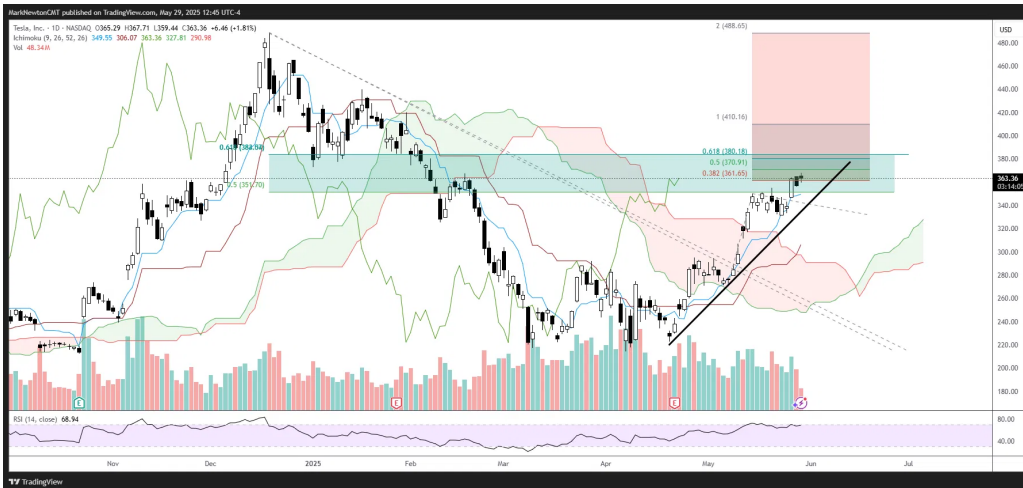 MarkNewtonCMT published on TradingView.com, May 29, 2025 12:45 UTC-4
Tesla, Inc. · 1D · NASDAQ O365.29 H367.71 L359.44 C363.36 +6.46 (+1.81%)
Ichimoku (9, 26, 52, 26) 349.55 306.07 363.36 327.81 290.98
Vol 48.34M
USD
2 (488.65)
480.00
460.00
440.00
420.00
1 (410.16)
400.00
380.00
0.618 (380.18)
0.5 (370.91)
0.382 (361.65)
0.5 (351.70)
363.36
03:14:05
340.00
320.00
300.00
280.00
260.00
240.00
220.00
200.00
180.00
E
E
E
RSI (14, close) 68.94
80.00
40.00
Nov
Dec
2025
Feb
Mar
Apr
May
Jun
Jul
TradingView